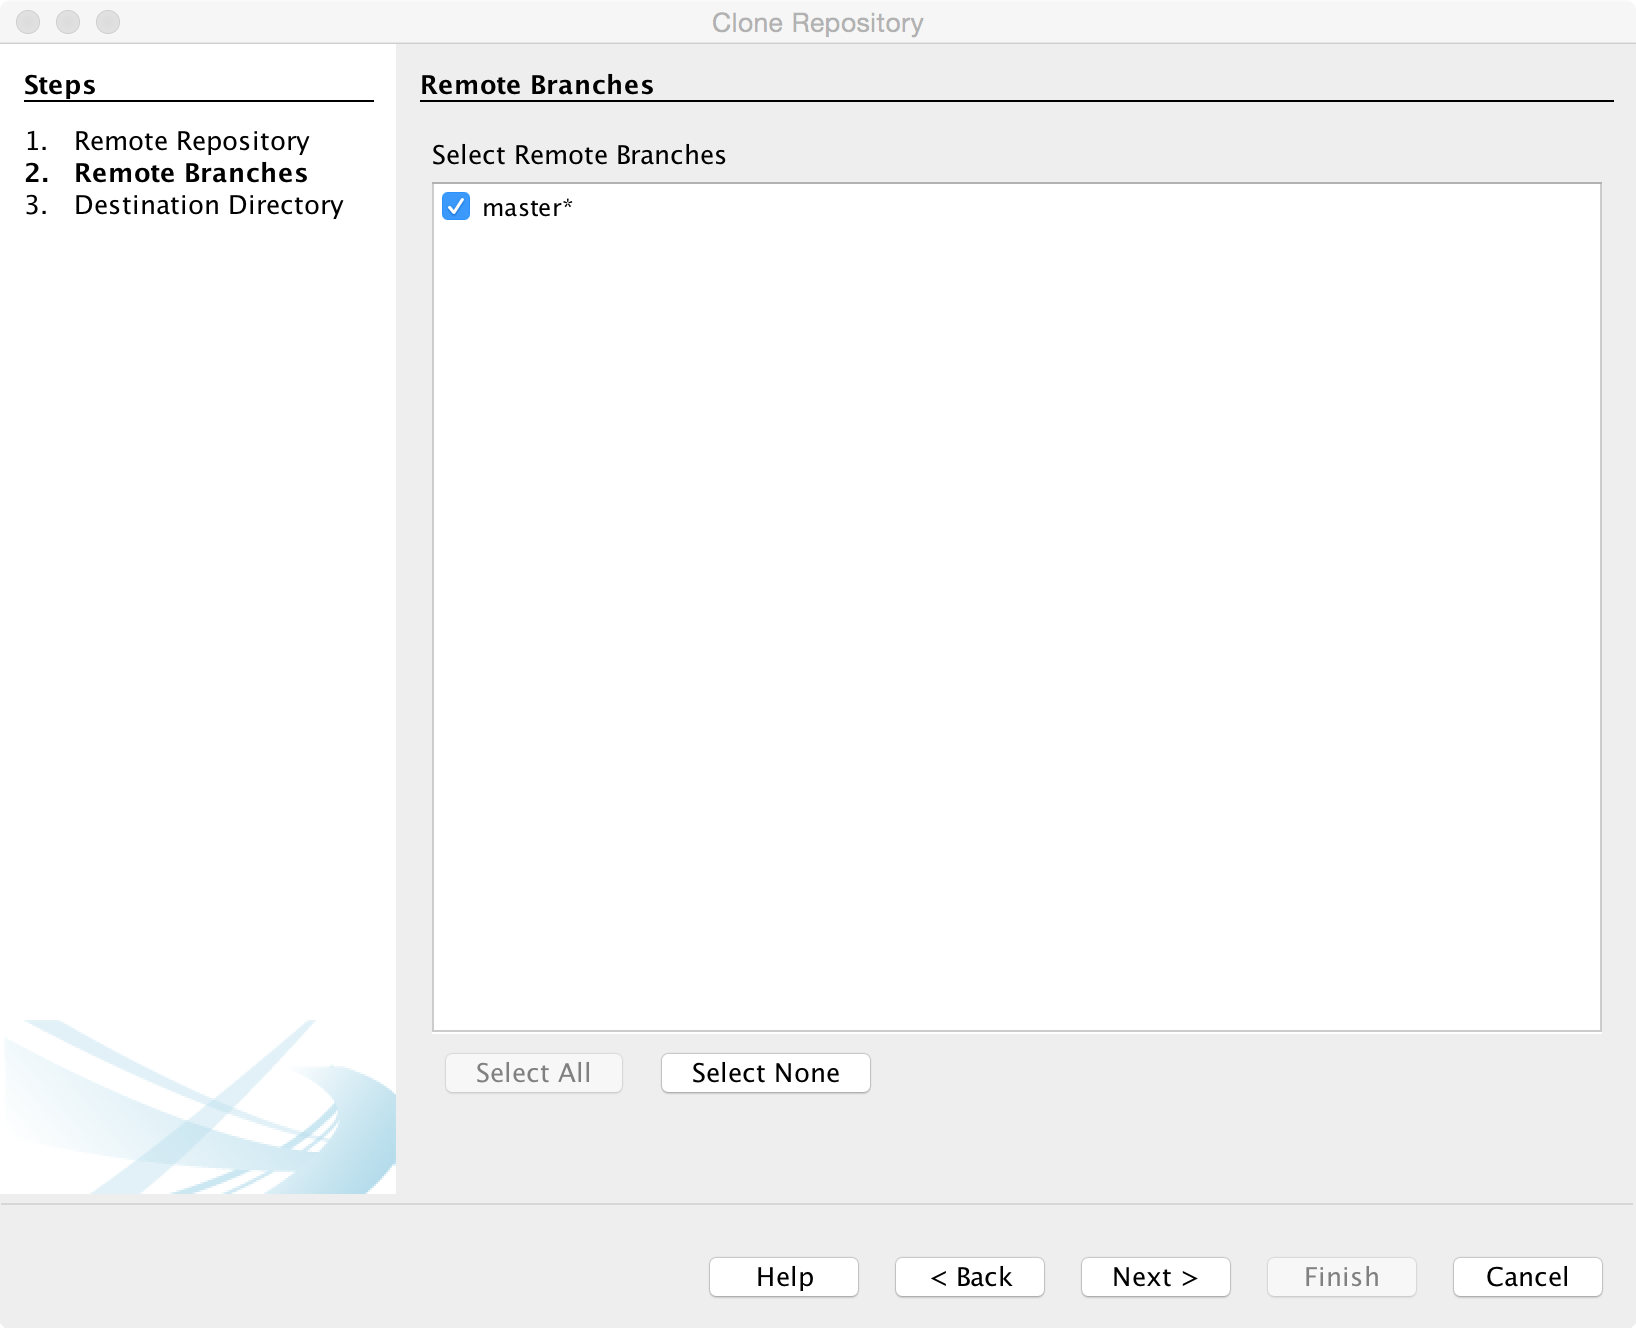 Clone Repository
Steps
1. Remote Repository
2. Remote Branches
3. Destination Directory
Remote Branches
Select Remote Branches
master*
Select All
Select None
Help
< Back
Next >
Finish
Cancel